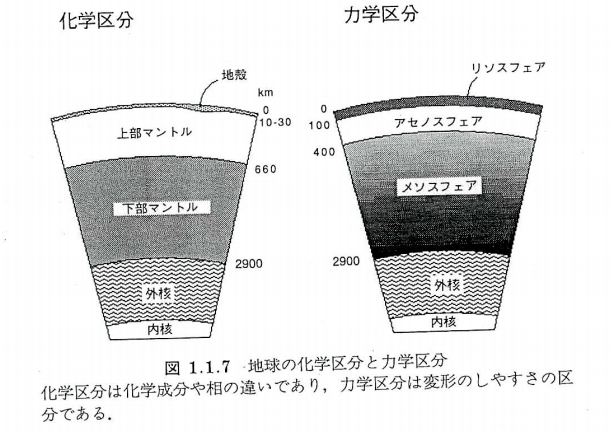 化学区分
力学区分
地殻
km
0
10-30
上部マントル
660
下部マントル
2900
外核
内核
リソスフェア
0
100
アセノスフェア
400
メソスフェア
2900
外核
内核
図 1.1.7 地球の化学区分と力学区分
化学区分は化学成分や相の違いであり，力学区分は変形のしやすさの区
分である．